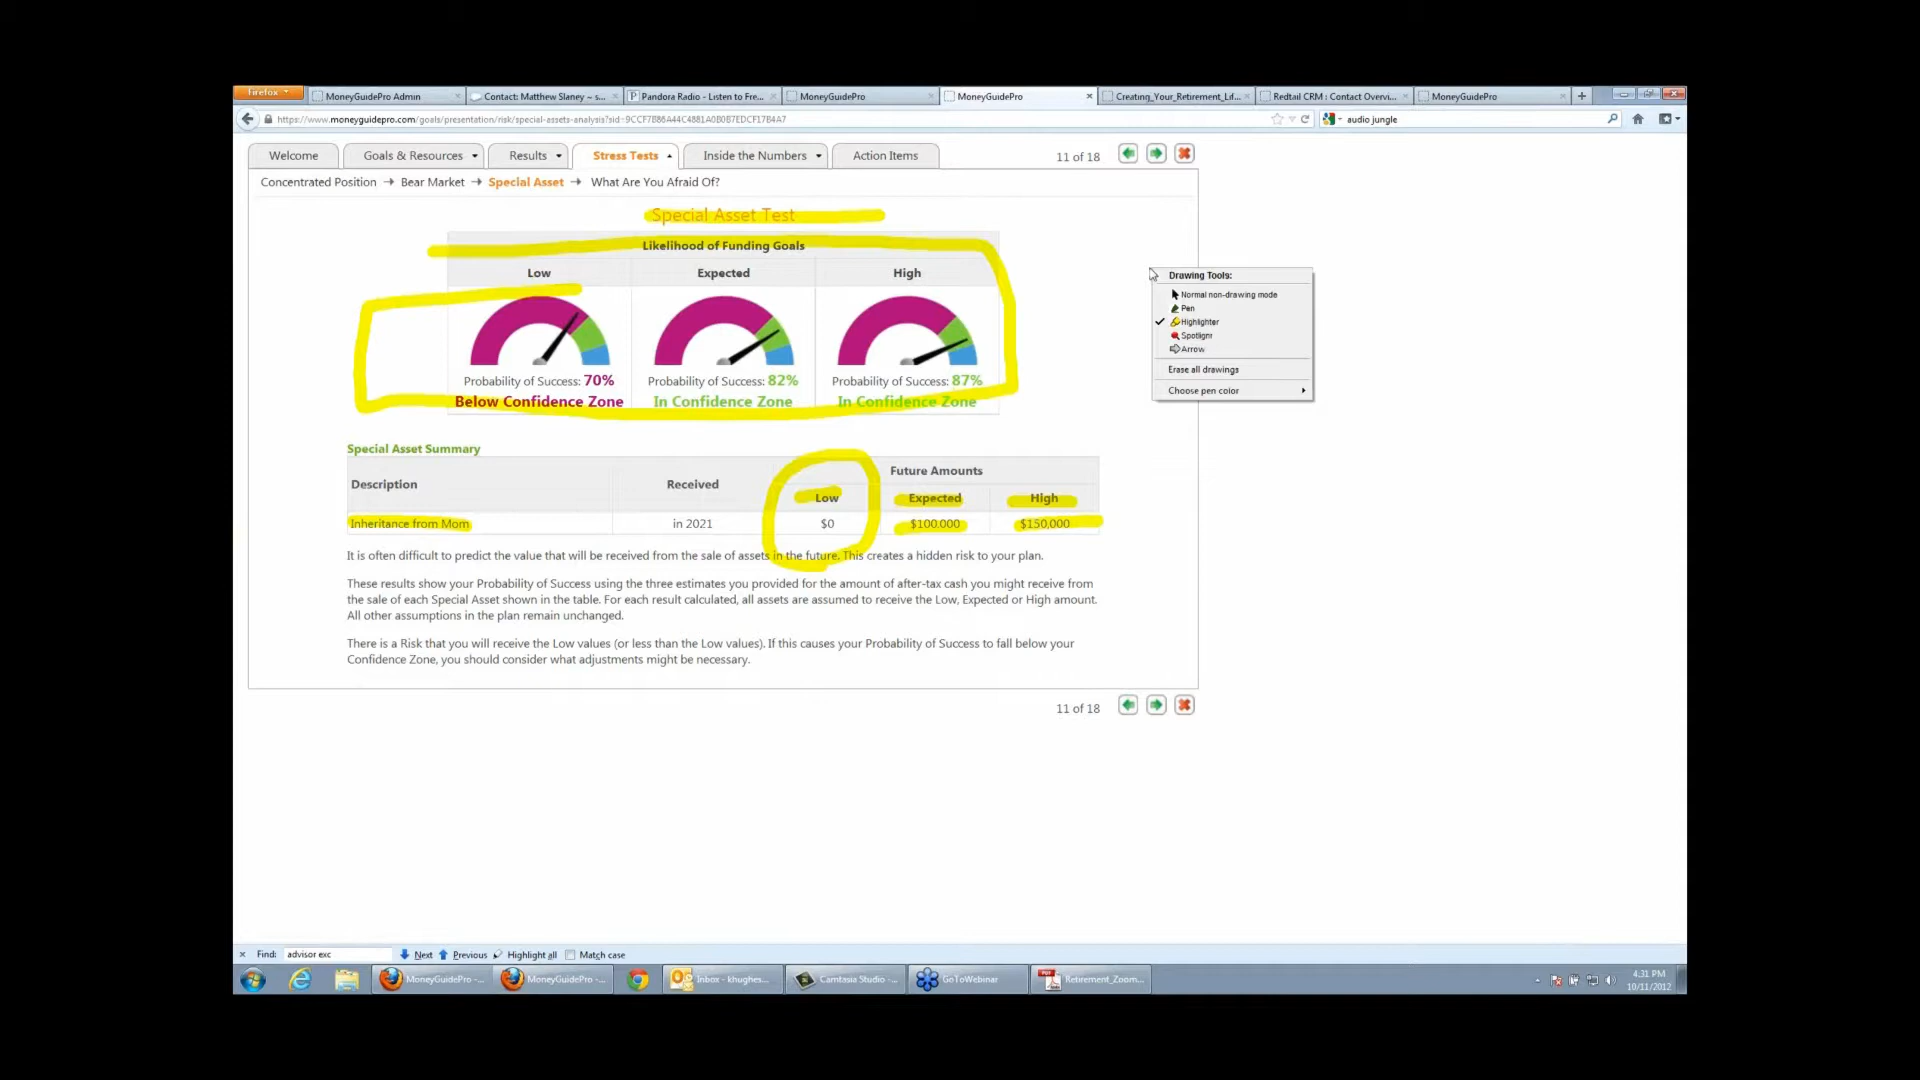 Firefox
MoneyGuidePro Admin
Contact: Matthew Slaney ~ s...
Pandora Radio - Listen to Fre...
MoneyGuidePro
MoneyGuidePro
Creating_Your_Retirement_Lif...
Redtail CRM : Contact Overvi...
MoneyGuidePro
https://www.moneyguidepro.com/goals/presentation/risk/special-assets-analysis?sid=9CCF7B86A44C4881A0B0B7EDCF17B4A7
audio jungle
Welcome
Goals & Resources
Results
Stress Tests
Inside the Numbers
Action Items
11 of 18
Concentrated Position → Bear Market → Special Asset → What Are You Afraid Of?
Special Asset Test
Likelihood of Funding Goals
Low Expected High
Probability of Success: 70% Probability of Success: 82% Probability of Success: 87%
Below Confidence Zone In Confidence Zone In Confidence Zone
Drawing Tools:
Normal non-drawing mode
Pen
Highlighter
Spotlight
Arrow
Erase all drawings
Choose pen color
Special Asset Summary
Description Received Future Amounts
Low Expected High
Inheritance from Mom in 2021 $0 $100,000 $150,000
It is often difficult to predict the value that will be received from the sale of assets in the future. This creates a hidden risk to your plan.
These results show your Probability of Success using the three estimates you provided for the amount of after-tax cash you might receive from
the sale of each Special Asset shown in the table. For each result calculated, all assets are assumed to receive the Low, Expected or High amount.
All other assumptions in the plan remain unchanged.
There is a Risk that you will receive the Low values (or less than the Low values). If this causes your Probability of Success to fall below your
Confidence Zone, you should consider what adjustments might be necessary.
11 of 18
Find: advisor exc Next Previous Highlight all Match case
MoneyGuidePro -...
MoneyGuidePro -...
Inbox - khughes...
Camtasia Studio -...
GoToWebinar
Retirement_Zoom...
4:31 PM
10/11/2012